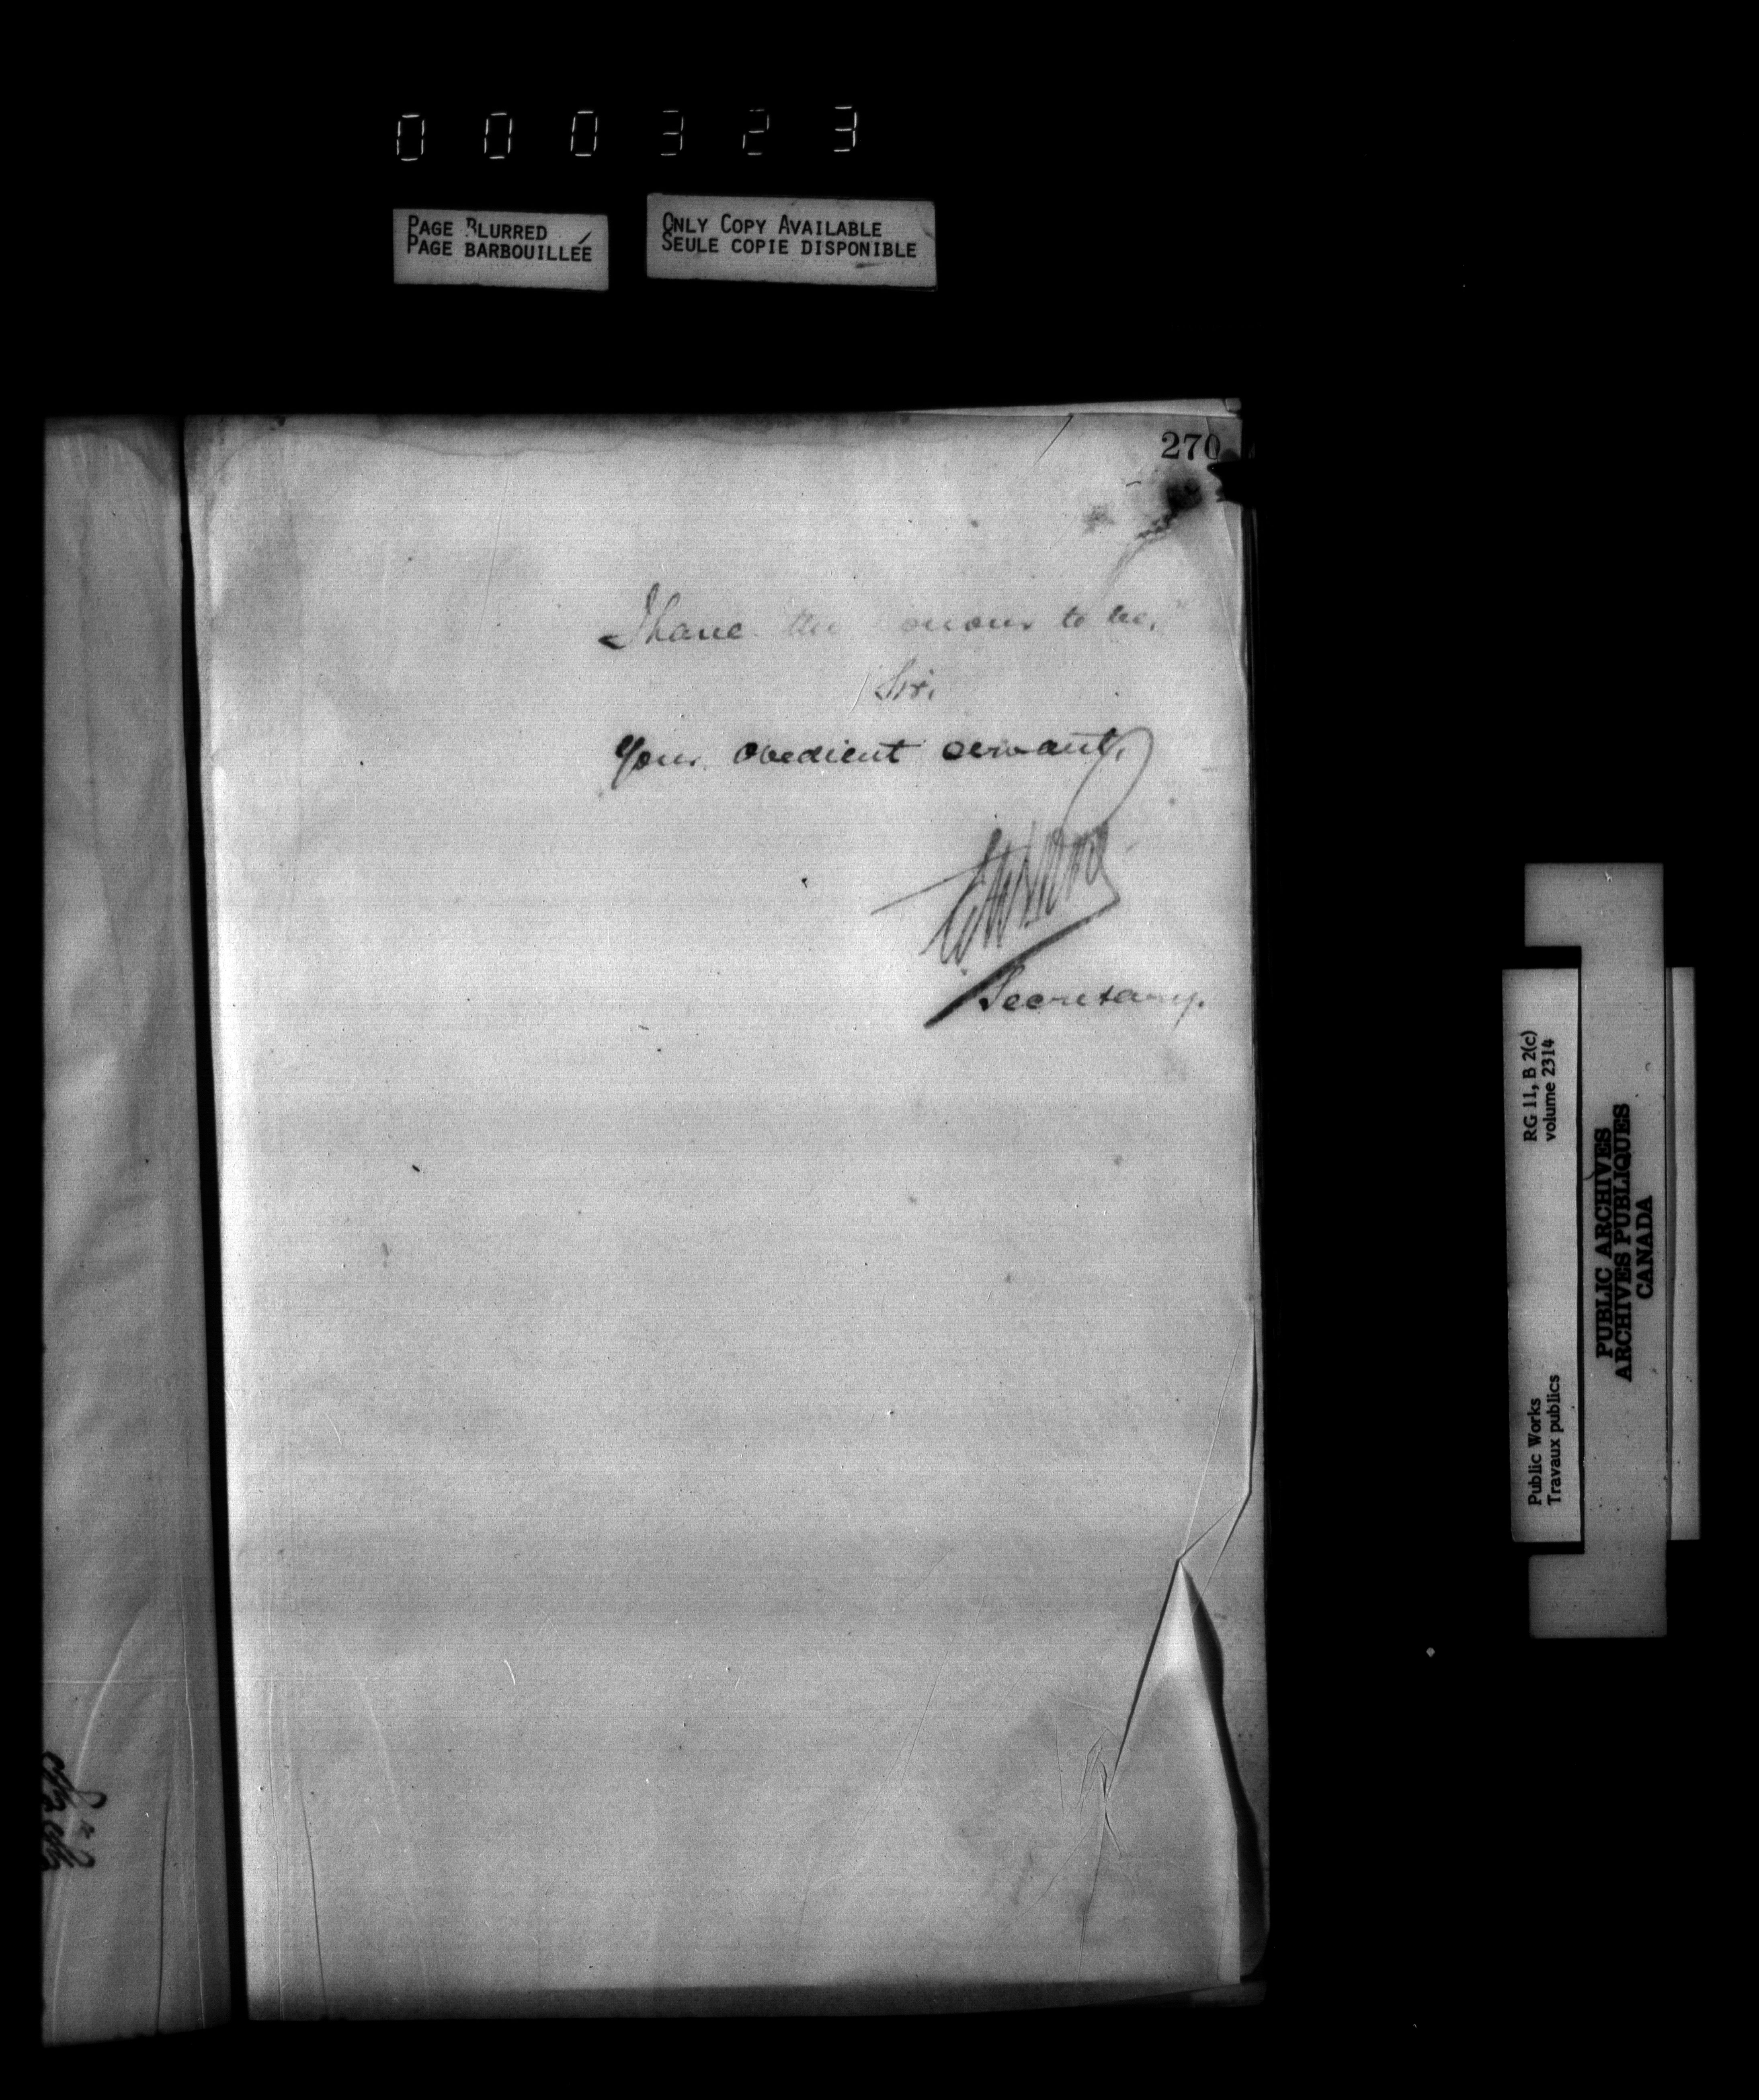 000323
PAGE BLURRED
PAGE BARBOUILLÉE
ONLY COPY AVAILABLE
SEULE COPIE DISPONIBLE
270
I have the honour to be,
Sir,
Your obedient servant,
Secretary.
RG 11, B 2(c)
volume 2314
Public Works
Travaux publics
PUBLIC ARCHIVES
ARCHIVES PUBLIQUES
CANADA